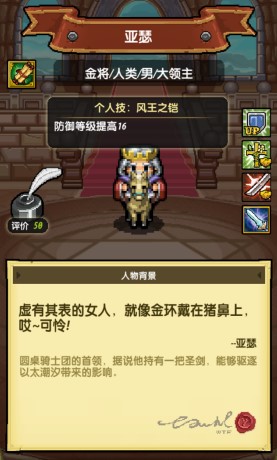 亚瑟
金将/人类/男/大领主
个人技：风王之铠
防御等级提高16
UP
评价 50
人物背景
虚有其表的女人，就像金环戴在猪鼻上，
哎~可怜!
--亚瑟
圆桌骑士团的首领，据说他持有一把圣剑，能够驱逐
以太潮汐带来的影响。